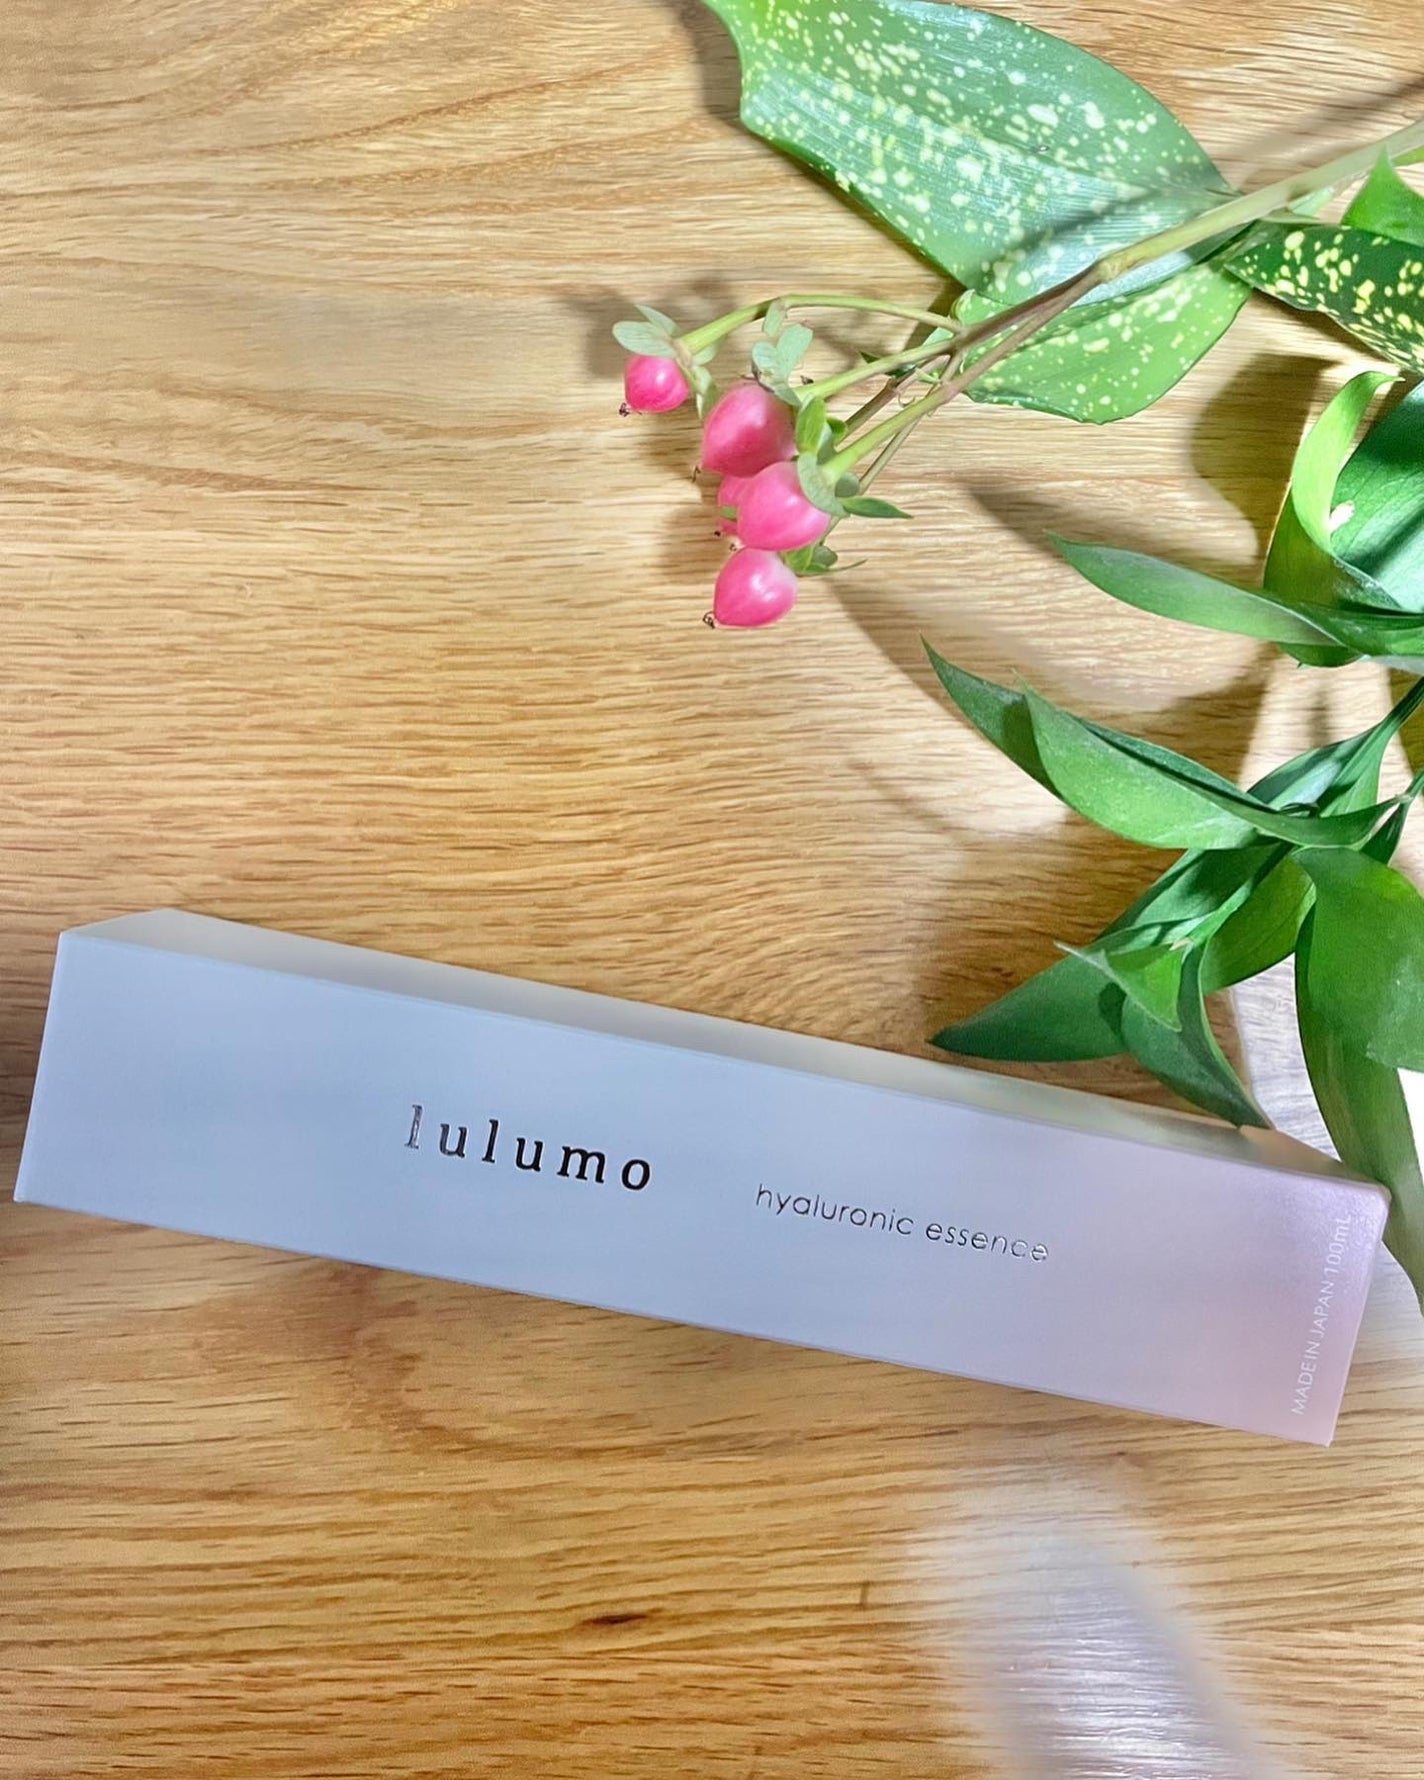 lulumo
hyaluronic essence
MADE IN JAPAN 100mL